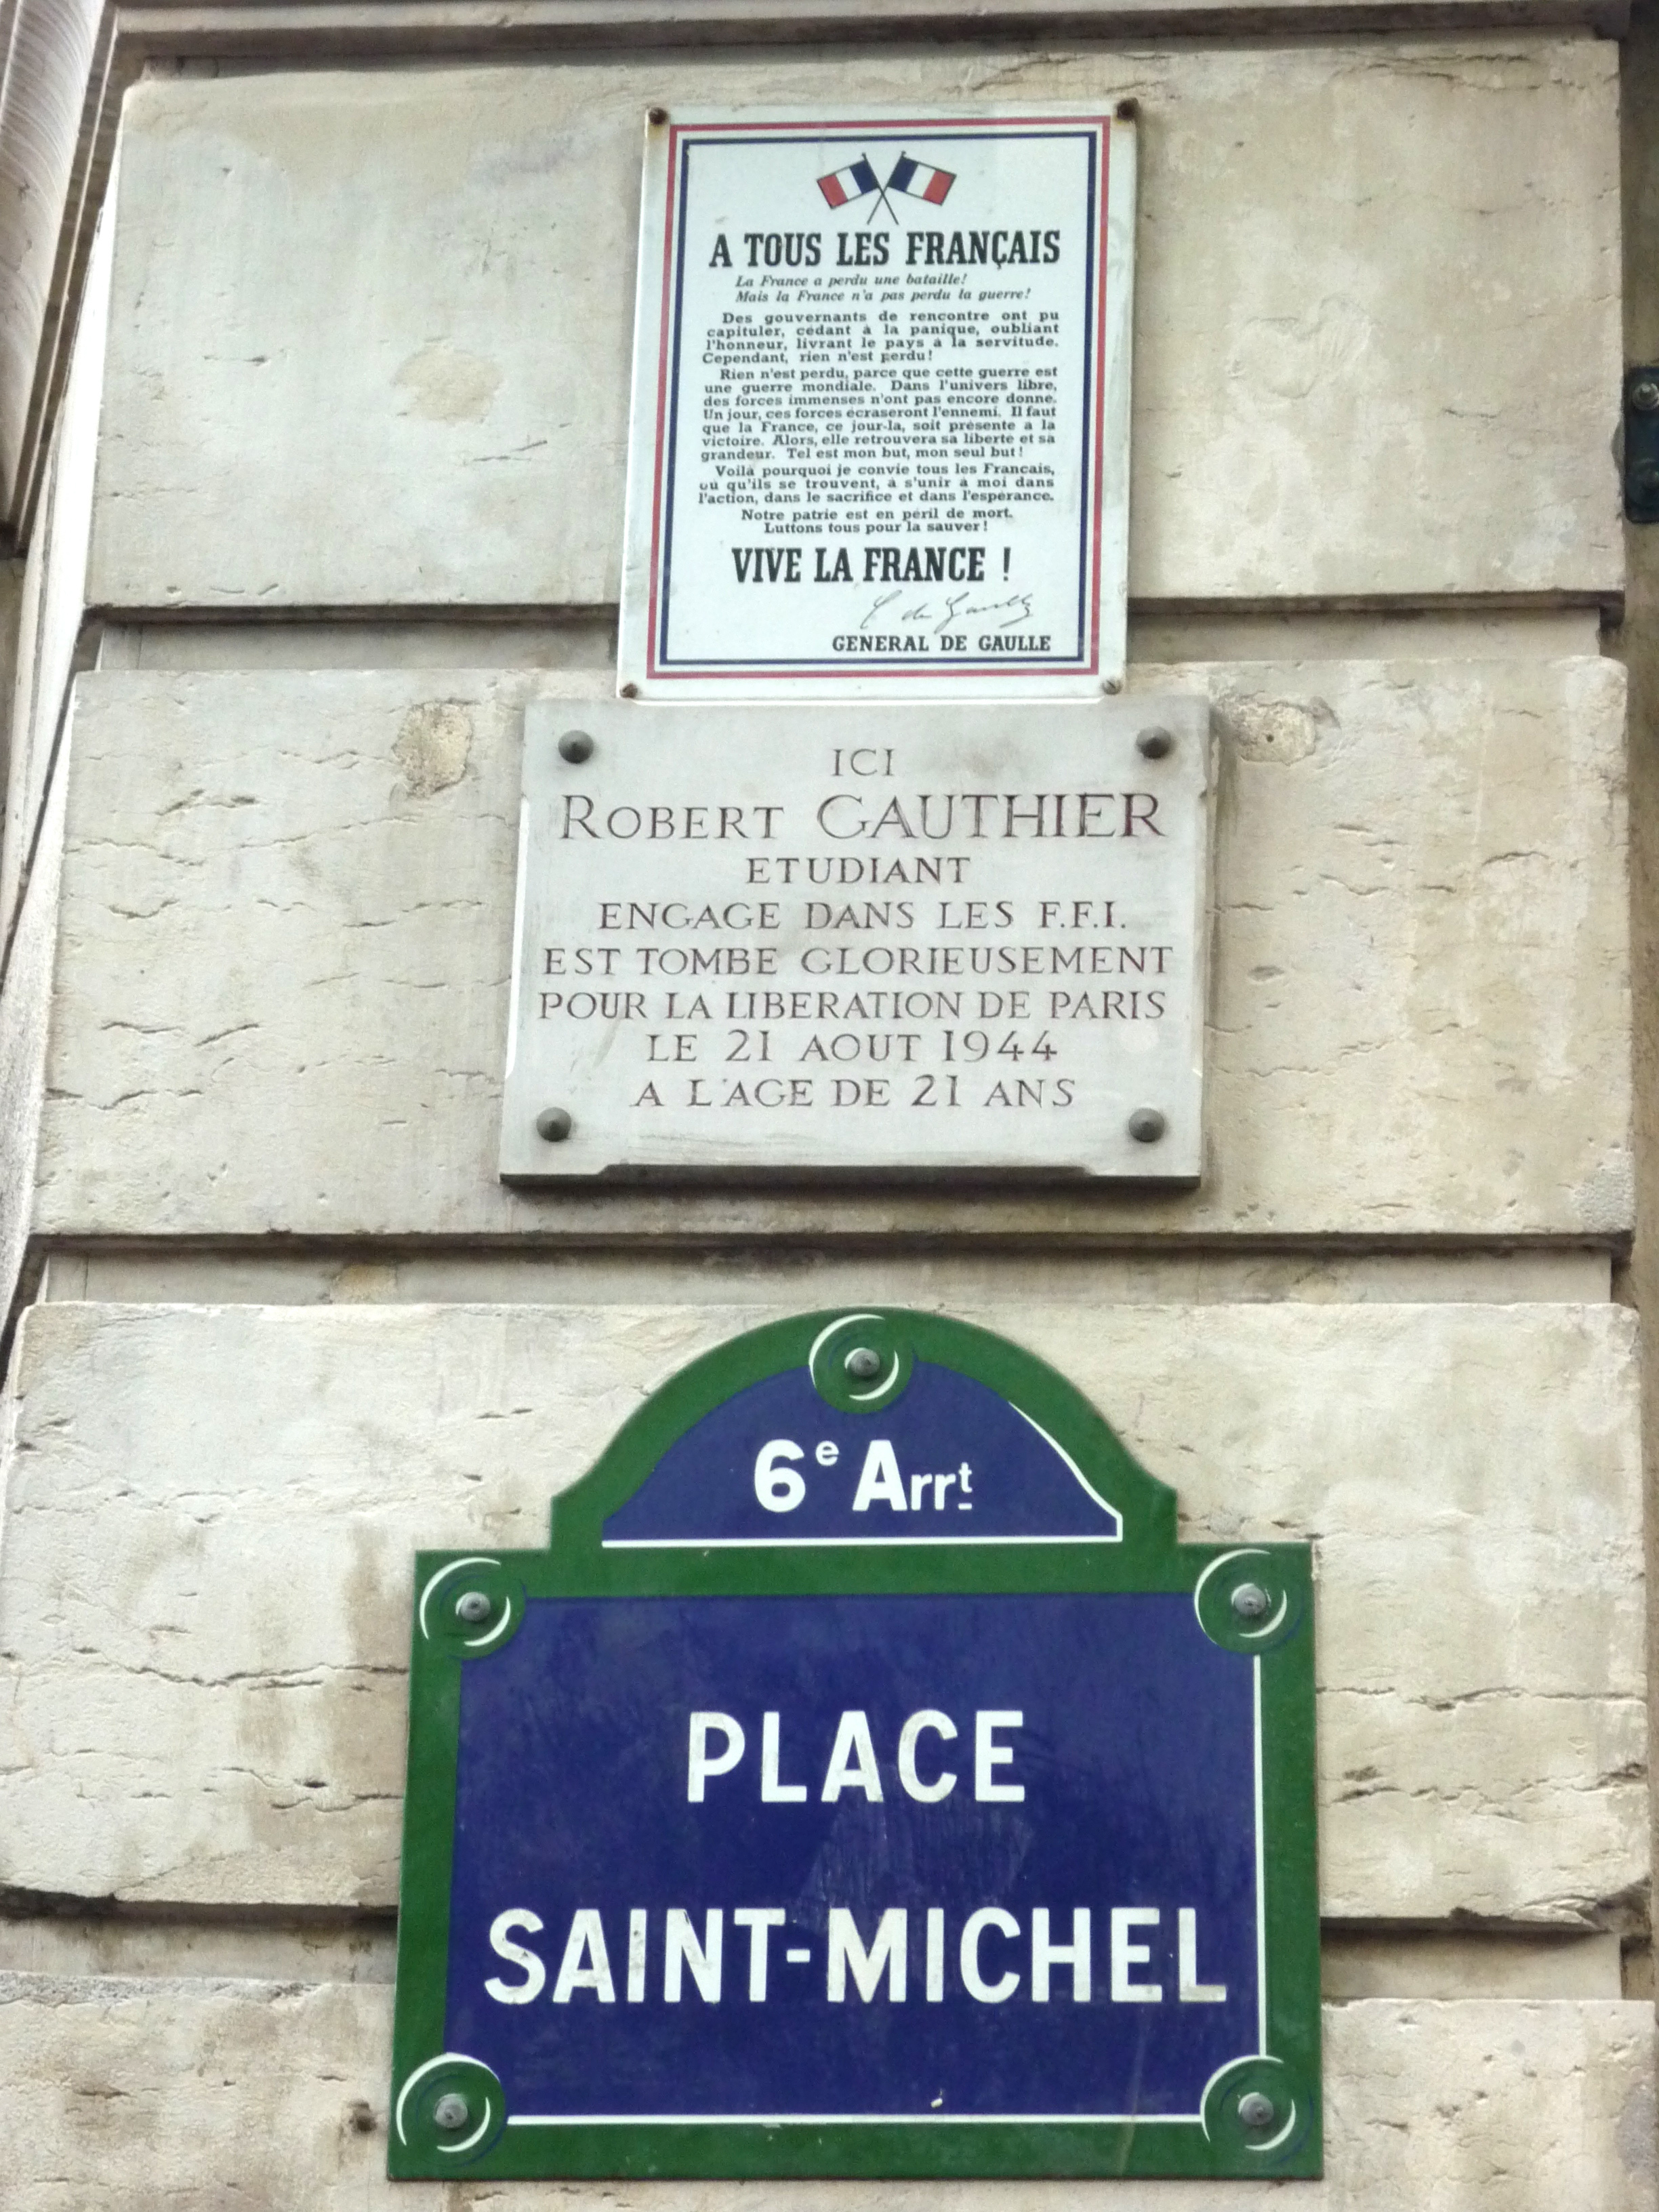 A TOUS LES FRANÇAIS
La France a perdu une bataille!
Mais la France n'a pas perdu la guerre!
Des gouvernants de rencontre ont pu
capituler, cédant à la panique, oubliant
l'honneur, livrant le pays à la servitude.
Cependant, rien n'est perdu!
Rien n'est perdu, parce que cette guerre est
une guerre mondiale. Dans l'univers libre,
des forces immenses n'ont pas encore donné.
Un jour, ces forces écraseront l'ennemi. Il faut
que la France, ce jour-là, soit présente à la
victoire. Alors, elle retrouvera sa liberté et sa
grandeur. Tel est mon but, mon seul but!
Voilà pourquoi je convie tous les Francais,
où qu'ils se trouvent, à s'unir à moi dans
l'action, dans le sacrifice et dans l'espérance.
Notre patrie est en péril de mort.
Luttons tous pour la sauver!
VIVE LA FRANCE !
C de Gaulle
GENERAL DE GAULLE
ICI
ROBERT GAUTHIER
ETUDIANT
ENGAGE DANS LES F.F.I.
EST TOMBE GLORIEUSEMENT
POUR LA LIBERATION DE PARIS
LE 21 AOUT 1944
A L'AGE DE 21 ANS
6e Arrt
PLACE
SAINT-MICHEL